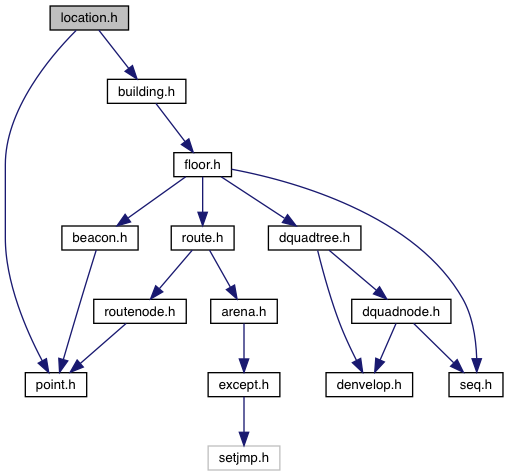 location.h
building.h
floor.h
beacon.h
route.h
dquadtree.h
routenode.h
arena.h
dquadnode.h
point.h
except.h
denvelop.h
seq.h
setjmp.h